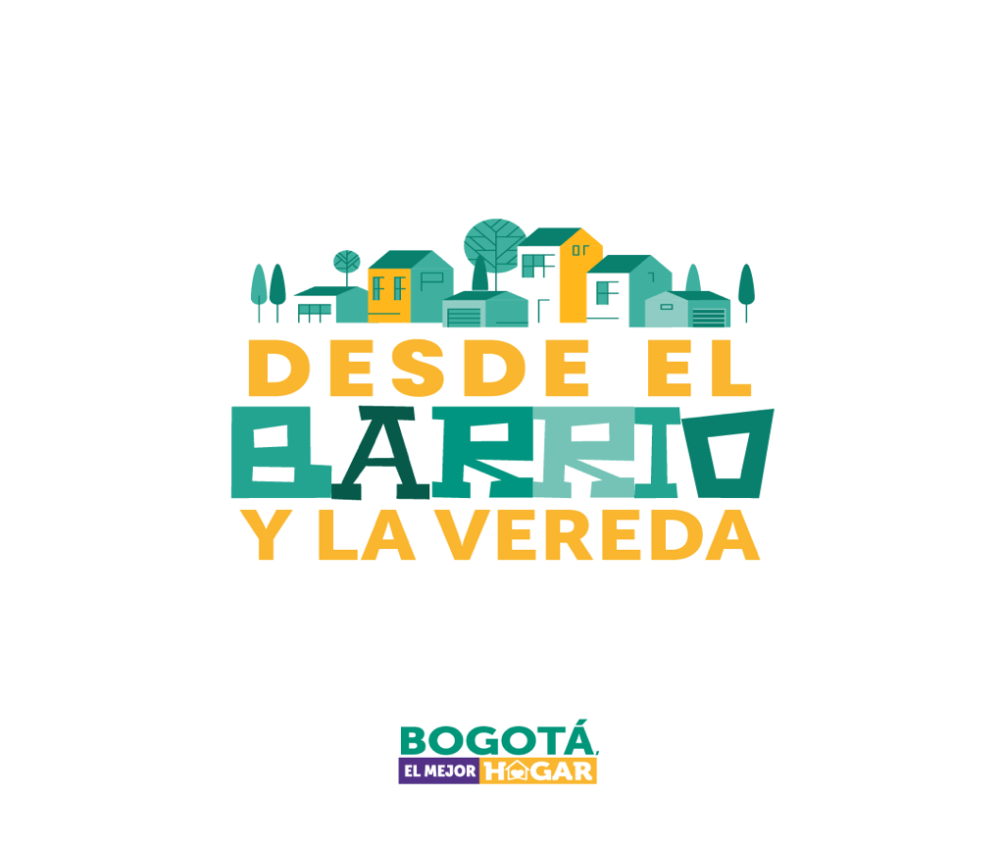 DESDE EL
BARRIO
Y LA VEREDA
BOGOTÁ,
EL MEJOR HOGAR